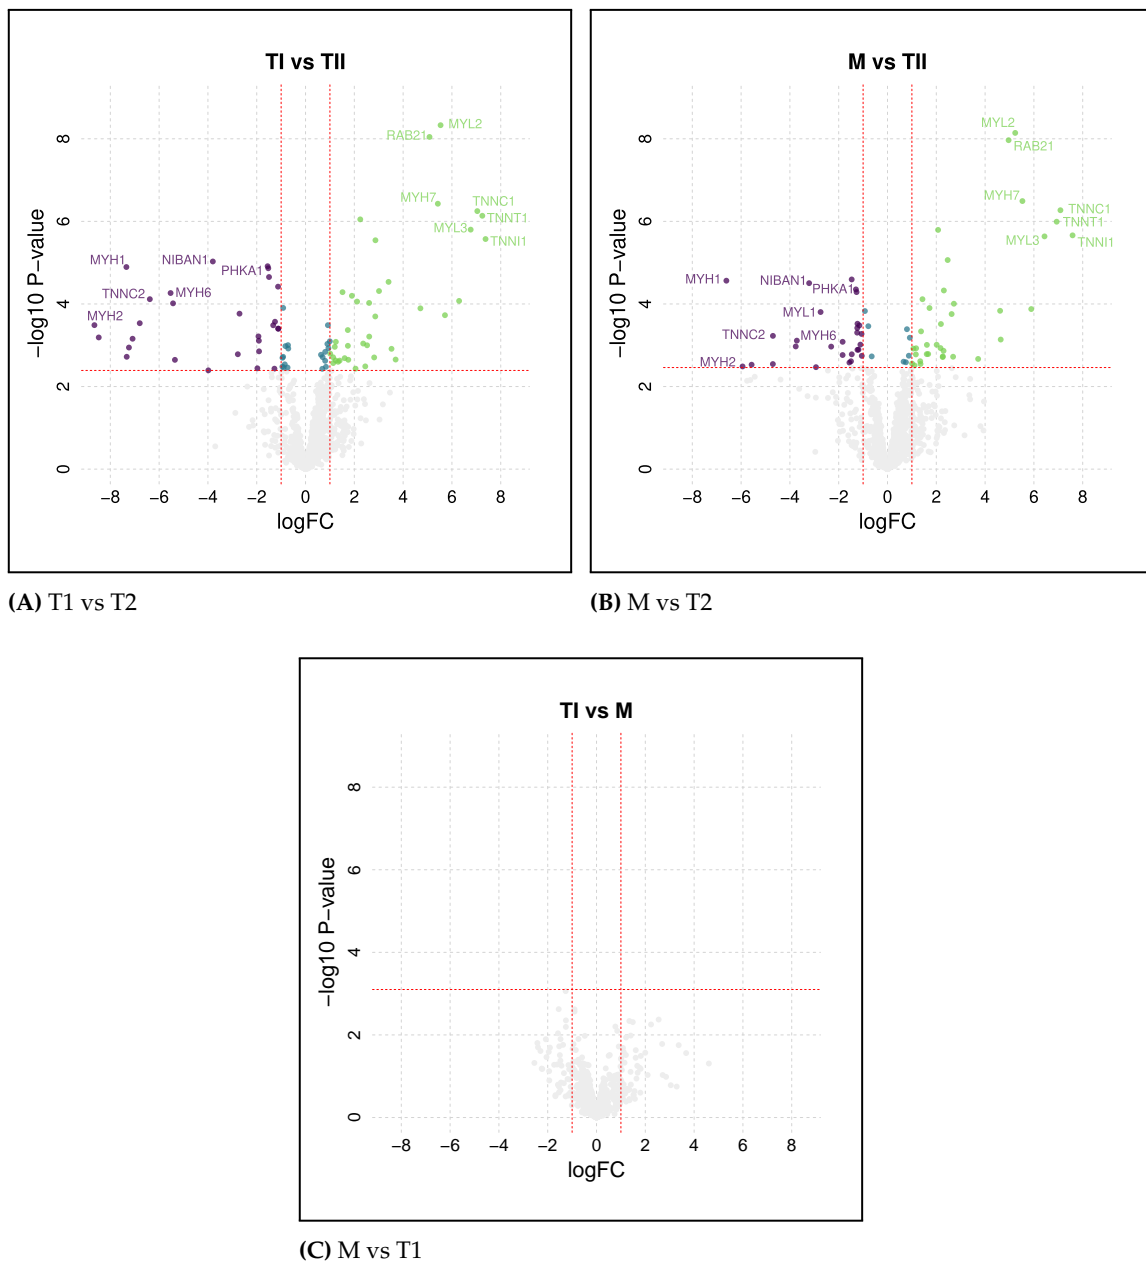 TI vs TII
MYL2
RAB21
MYH7
TNNC1
TNNT1
MYL3
TNNI1
MYH1
NIBAN1
PHKA1
TNNC2
MYH6
MYH2
8
6
4
2
0
−log10 P−value
−8 −6 −4 −2 0 2 4 6 8
logFC
(A) T1 vs T2
M vs TII
MYL2
RAB21
MYH7
TNNC1
TNNT1
MYL3
TNNI1
MYH1
NIBAN1
PHKA1
MYL1
TNNC2
MYH6
MYH2
8
6
4
2
0
−log10 P−value
−8 −6 −4 −2 0 2 4 6 8
logFC
(B) M vs T2
TI vs M
8
6
4
2
0
−log10 P−value
−8 −6 −4 −2 0 2 4 6 8
logFC
(C) M vs T1